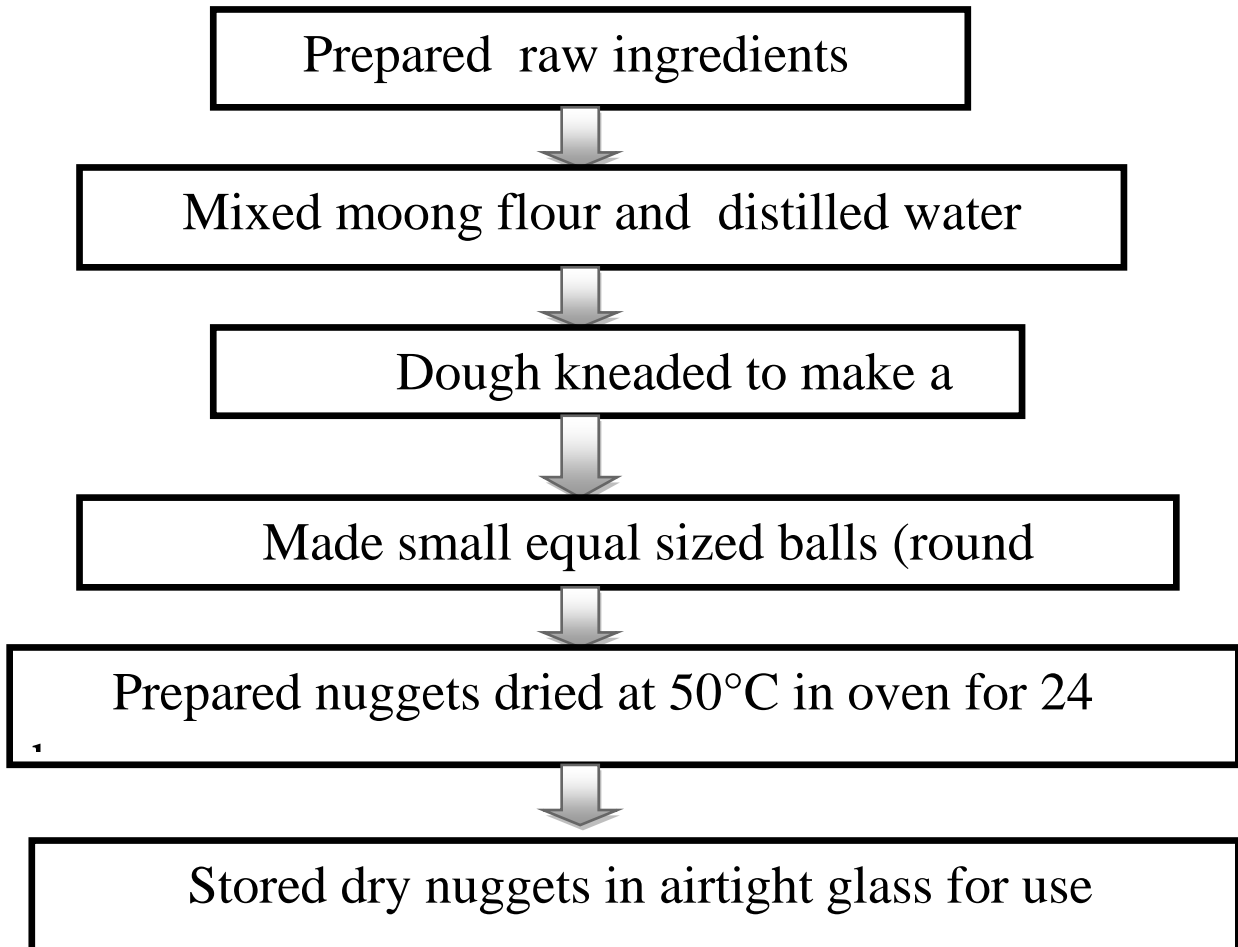 Prepared raw ingredients
Mixed moong flour and distilled water
Dough kneaded to make a
Made small equal sized balls (round
Prepared nuggets dried at 50°C in oven for 24
Stored dry nuggets in airtight glass for use